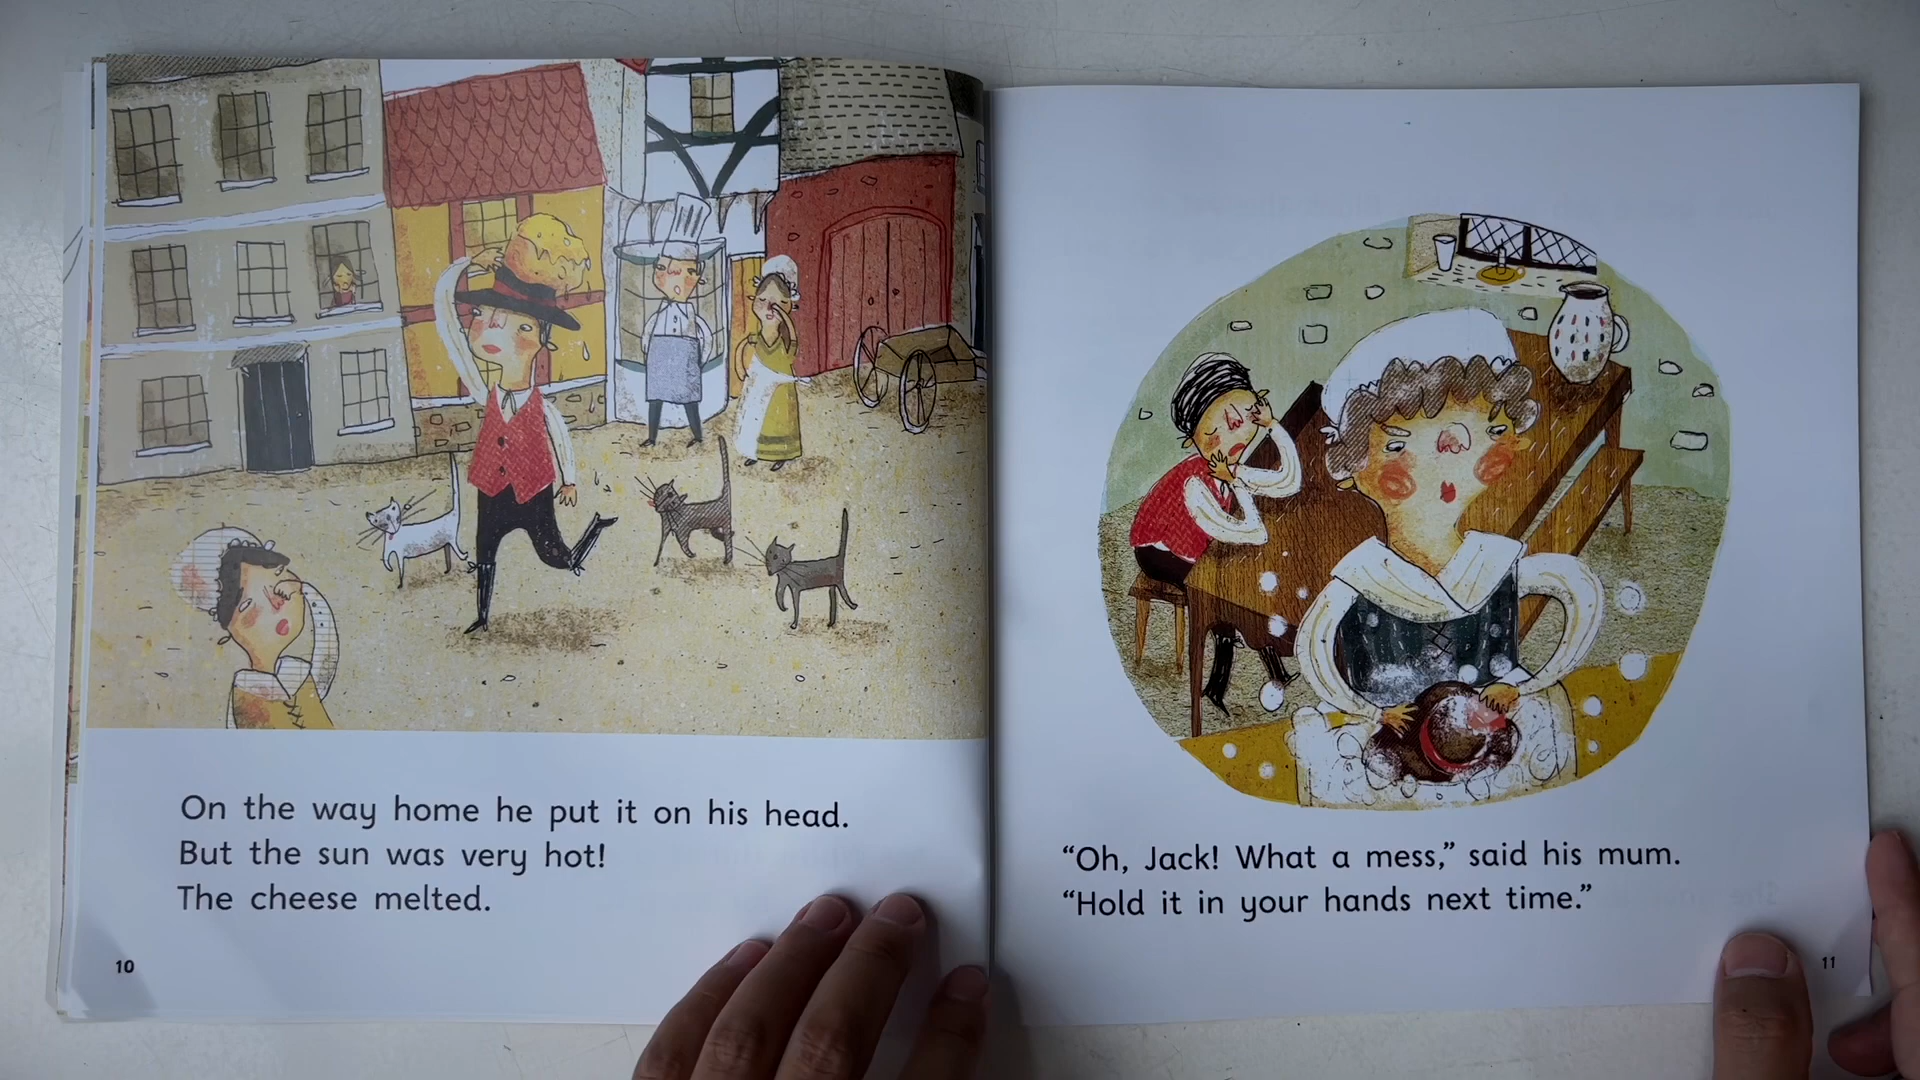 On the way home he put it on his head.
But the sun was very hot!
The cheese melted.
10
“Oh, Jack! What a mess,” said his mum.
“Hold it in your hands next time.”
11